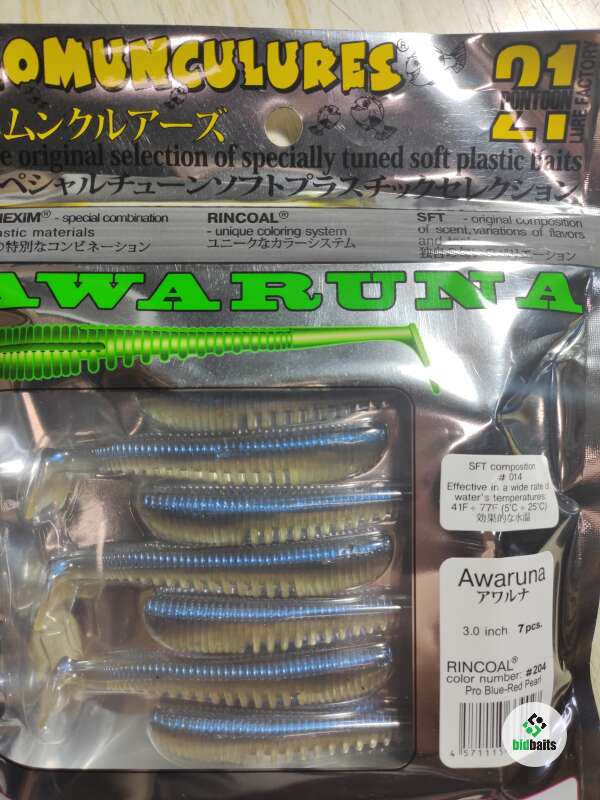 OMUNCULURES®
ムンクルアーズ
21
PONTOON
LURE FACTORY
e original selection of specially tuned soft plastic baits
ペシャルチューンソフトプラスチックセレクション
HEXIM® - special combination
astic materials
の特別なコンビネーション
RINCOAL®
- unique coloring system
ユニークなカラーシステム
SFT - original composition
of scent, variations of flavors
and
AWARUNA
SFT composition
# 014
Effective in a wide rate of
water's temperatures
41F ÷ 77F (5℃ ÷ 25℃)
効果的な水温
Awaruna
アワルナ
3.0 inch 7 pcs.
RINCOAL®
color number: #204
Pro Blue-Red Pearl
4 571115
bidbaits